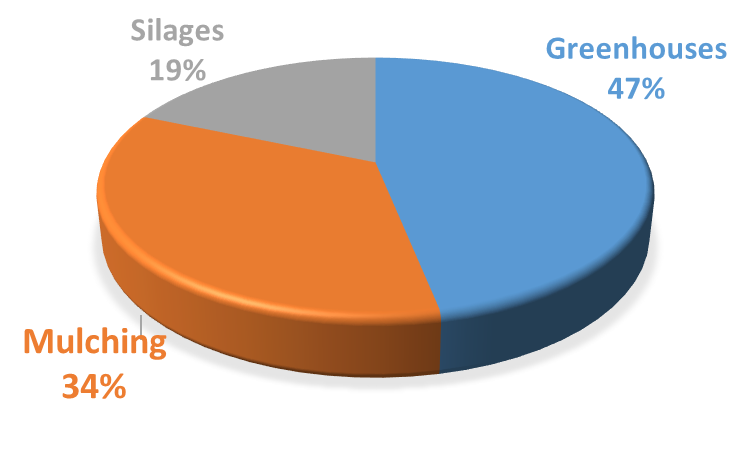 Silages
19%
Greenhouses
47%
Mulching
34%